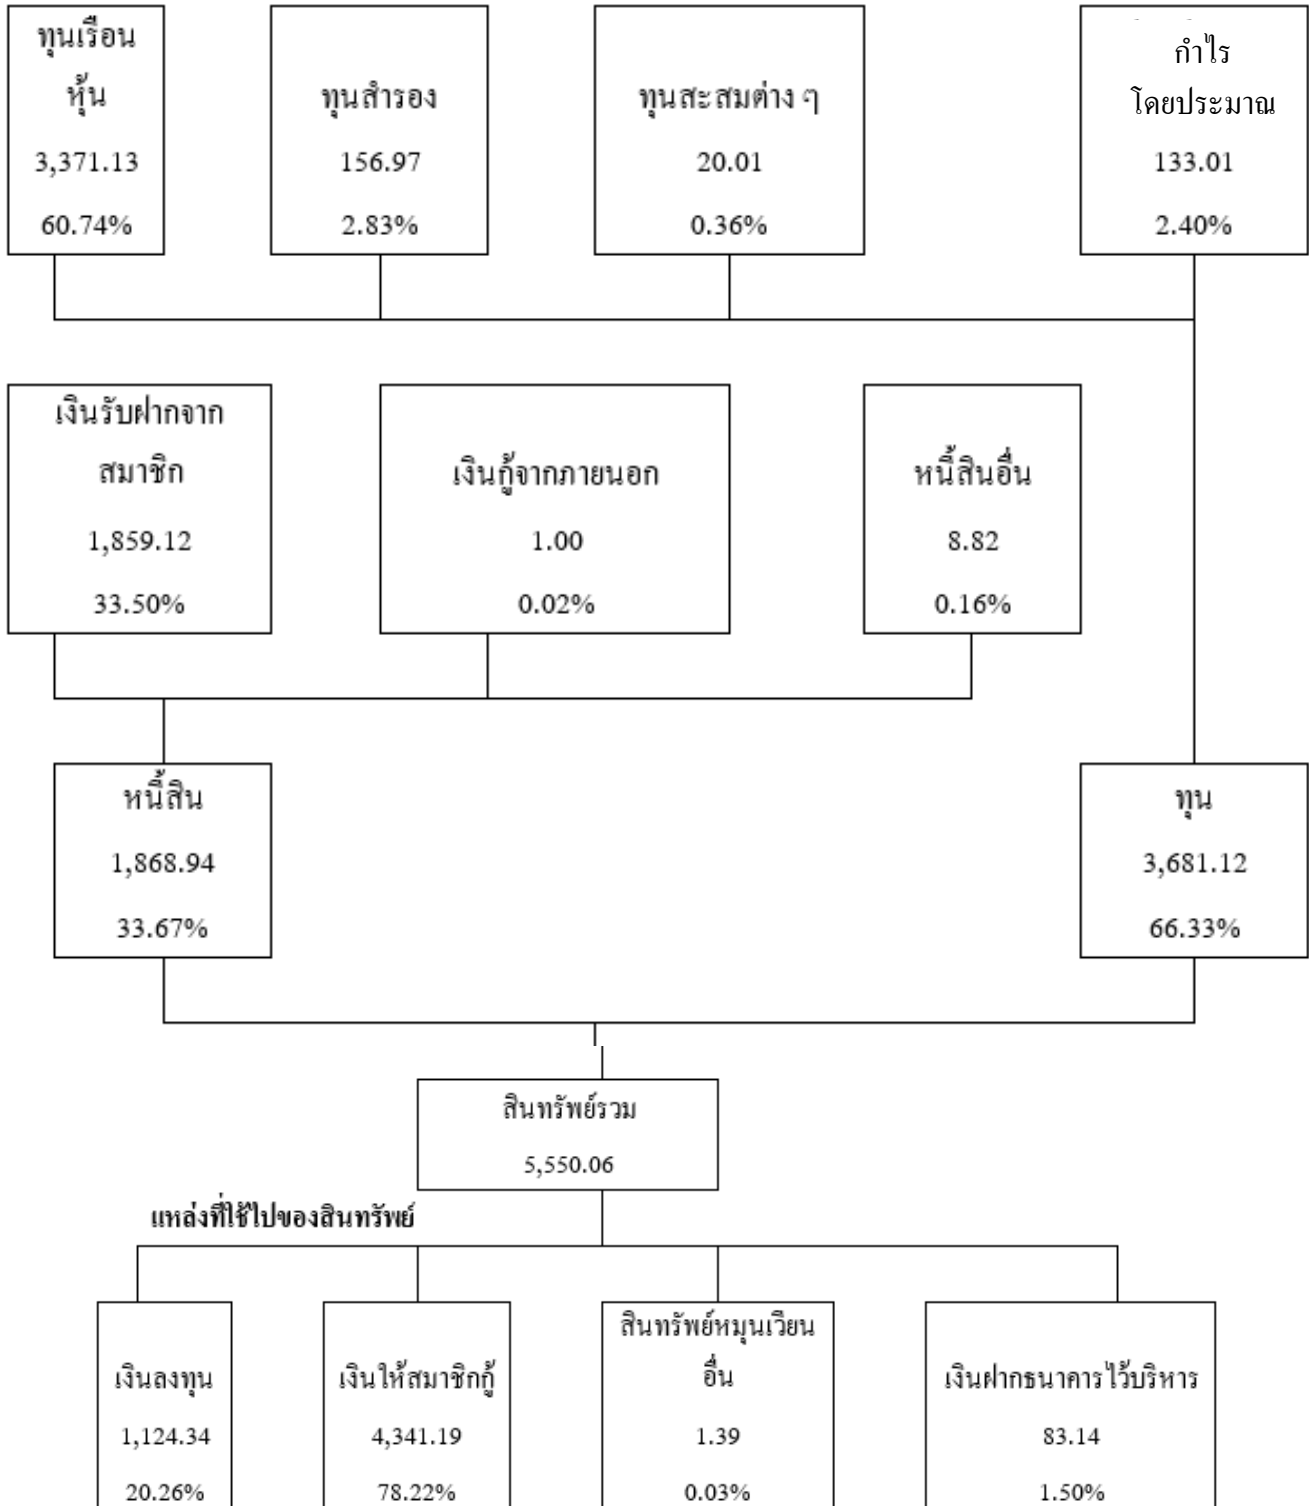 ทุนเรือน
หุ้น
3,371.13
60.74%
ทุนสำรอง
156.97
2.83%
ทุนสะสมต่าง ๆ
20.01
0.36%
กำไร
โดยประมาณ
133.01
2.40%
เงินรับฝากจาก
สมาชิก
1,859.12
33.50%
เงินกู้จากภายนอก
1.00
0.02%
หนี้สินอื่น
8.82
0.16%
หนี้สิน
1,868.94
33.67%
ทุน
3,681.12
66.33%
สินทรัพย์รวม
5,550.06
แหล่งที่ใช้ไปของสินทรัพย์
เงินลงทุน
1,124.34
20.26%
เงินให้สมาชิกกู้
4,341.19
78.22%
สินทรัพย์หมุนเวียน
อื่น
1.39
0.03%
เงินฝากธนาคารไว้บริหาร
83.14
1.50%